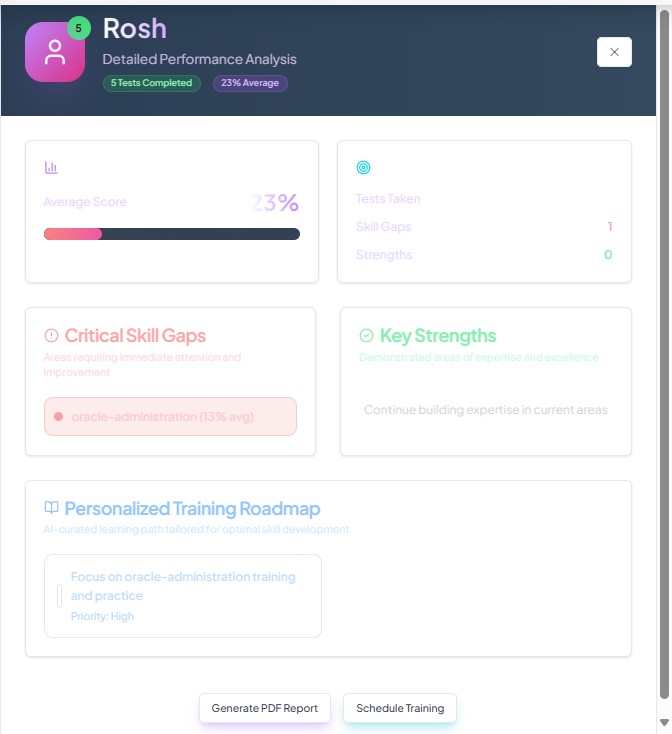 5
Rosh
Detailed Performance Analysis
5 Tests Completed
23% Average
Average Score
23%
Tests Taken
Skill Gaps
1
Strengths
0
Critical Skill Gaps
Areas requiring immediate attention and
improvement
oracle-administration (13% avg)
Key Strengths
Demonstrated areas of expertise and excellence
Continue building expertise in current areas
Personalized Training Roadmap
AI-curated learning path tailored for optimal skill development
Focus on oracle-administration training
and practice
Priority: High
Generate PDF Report
Schedule Training